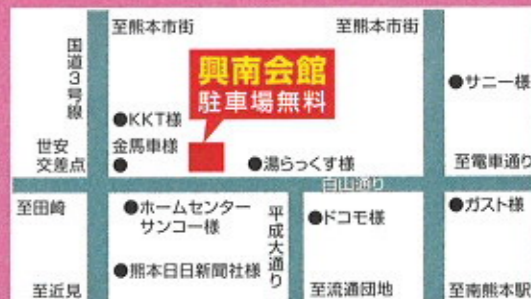 至熊本市街
至熊本市街
国道3号線
興南会館
駐車場無料
●サニー様
●KKT様
世安
交差点
金馬車様
●
●湯らっくす様
至電車通り
白山通り
至田崎
●ホームセンター
サンコー様
平成大通り
●ドコモ様
●ガスト様
●熊本日日新聞社様
至近見
至流通団地
至南熊本駅